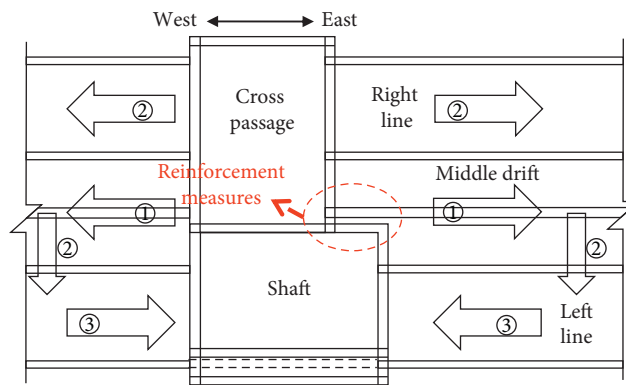 West East
② Cross passage Right line ②
Reinforcement measures Middle drift
① ①
② ②
Shaft
③ ③ Left line